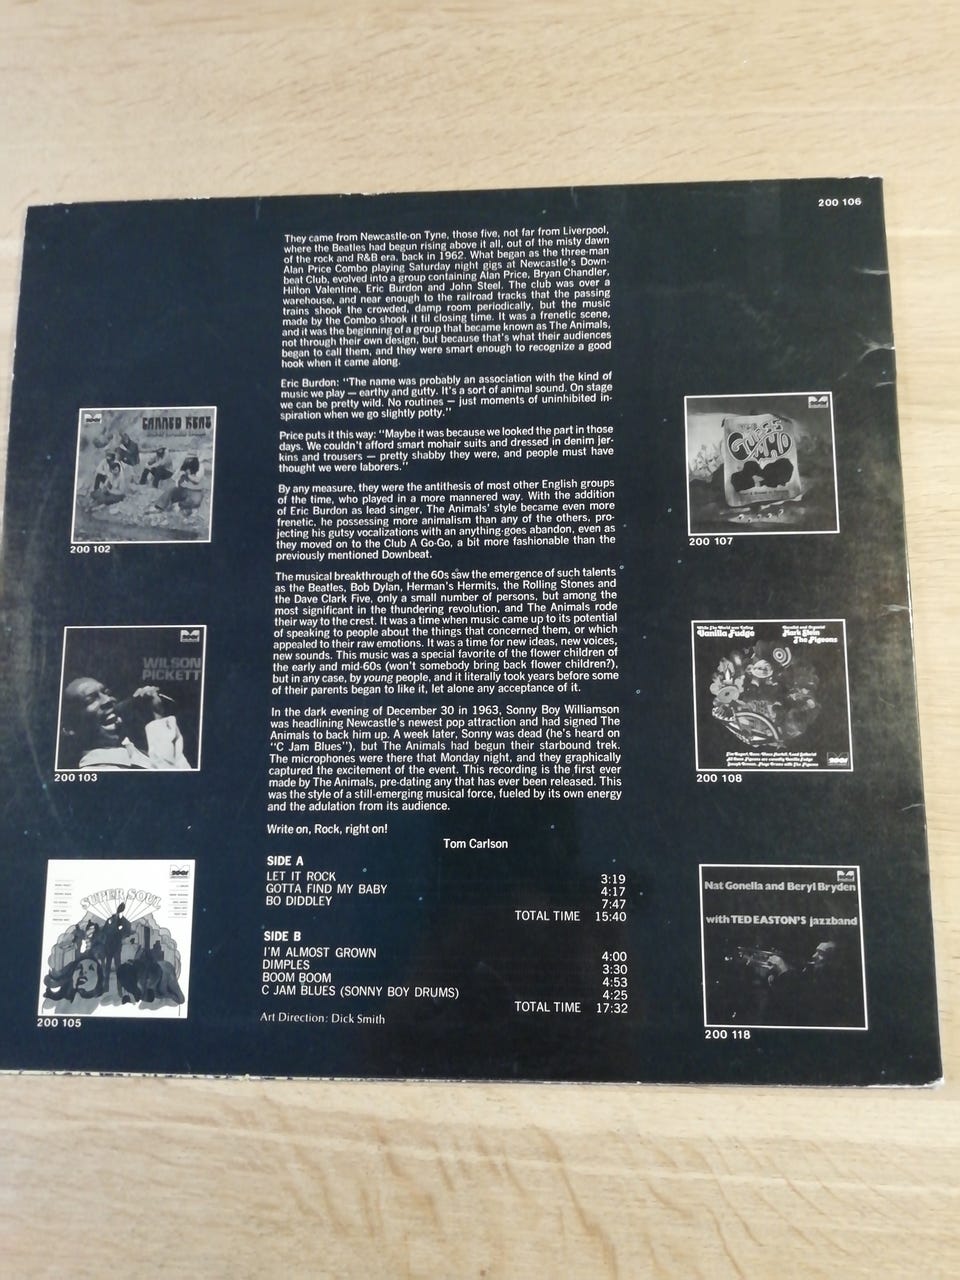 200 106
They came from Newcastle-on Tyne, those five, not far from Liverpool,
where the Beatles had begun rising above it all, out of the misty dawn
of the rock and R&B era, back in 1962. What began as the three-man
Alan Price Combo playing Saturday night gigs at Newcastle's Down-
beat Club, evolved into a group containing Alan Price, Bryan Chandler,
Hilton Valentine, Eric Burdon and John Steel. The club was over a
warehouse, and near enough to the railroad tracks that the passing
trains shook the crowded, damp room periodically, but the music
made by the Combo shook it til closing time. It was a frenetic scene,
and it was the beginning of a group that became known as The Animals,
not through their own design, but because that's what their audiences
began to call them, and they were smart enough to recognize a good
hook when it came along.
Eric Burdon: "The name was probably an association with the kind of
music we play — earthy and gutty. It's a sort of animal sound. On stage
we can be pretty wild. No routines — just moments of uninhibited in-
spiration when we go slightly potty."
Price puts it this way: "Maybe it was because we looked the part in those
days. We couldn't afford smart mohair suits and dressed in denim jer-
kins and trousers — pretty shabby they were, and people must have
thought we were laborers."
By any measure, they were the antithesis of most other English groups
of the time, who played in a more mannered way. With the addition
of Eric Burdon as lead singer, The Animals' style became even more
frenetic, he possessing more animalism than any of the others, pro-
jecting his gutsy vocalizations with an anything-goes abandon, even as
they moved on to the Club A Go-Go, a bit more fashionable than the
previously mentioned Downbeat.
The musical breakthrough of the 60s saw the emergence of such talents
as the Beatles, Bob Dylan, Herman's Hermits, the Rolling Stones and
the Dave Clark Five, only a small number of persons, but among the
most significant in the thundering revolution, and The Animals rode
their way to the crest. It was a time when music came up to its potential
of speaking to people about the things that concerned them, or which
appealed to their raw emotions. It was a time for new ideas, new voices,
new sounds. This music was a special favorite of the flower children of
the early and mid-60s (won't somebody bring back flower children?),
but in any case, by young people, and it literally took years before some
of their parents began to like it, let alone any acceptance of it.
In the dark evening of December 30 in 1963, Sonny Boy Williamson
was headlining Newcastle's newest pop attraction and had signed The
Animals to back him up. A week later, Sonny was dead (he's heard on
"C Jam Blues"), but The Animals had begun their starbound trek.
The microphones were there that Monday night, and they graphically
captured the excitement of the event. This recording is the first ever
made by The Animals, pre-dating any that has ever been released. This
was the style of a still-emerging musical force, fueled by its own energy
and the adulation from its audience.
Write on, Rock, right on!
Tom Carlson
SIDE A
LET IT ROCK 3:19
GOTTA FIND MY BABY 4:17
BO DIDDLEY 7:47
TOTAL TIME 15:40
SIDE B
I'M ALMOST GROWN 4:00
DIMPLES 3:30
BOOM BOOM 4:53
C JAM BLUES (SONNY BOY DRUMS) 4:25
TOTAL TIME 17:32
Art Direction: Dick Smith
CANNED HEAT
200 102
WILSON
PICKETT
200 103
SUPER SOUL
200 105
GUESS
WHO
200 107
While The World was Eating
Vanilla Fudge
Mark Stein
The Pigeons
200 108
Nat Gonella and Beryl Bryden
with TED EASTON'S jazzband
200 118